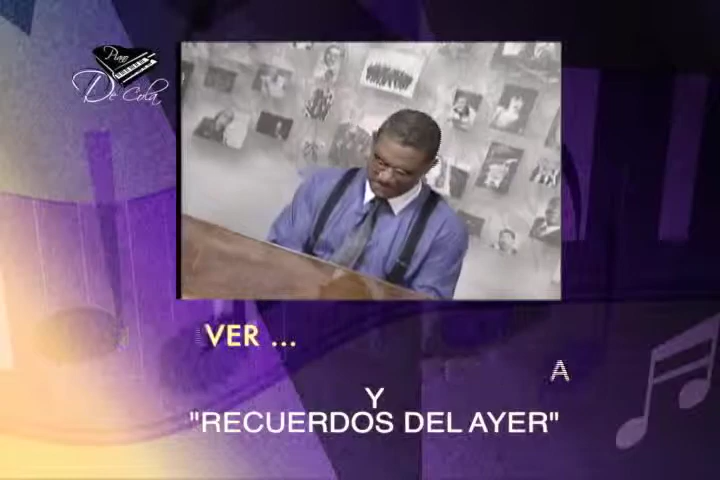 Piano
De Cola
VER ...
A
Y
"RECUERDOS DEL AYER"